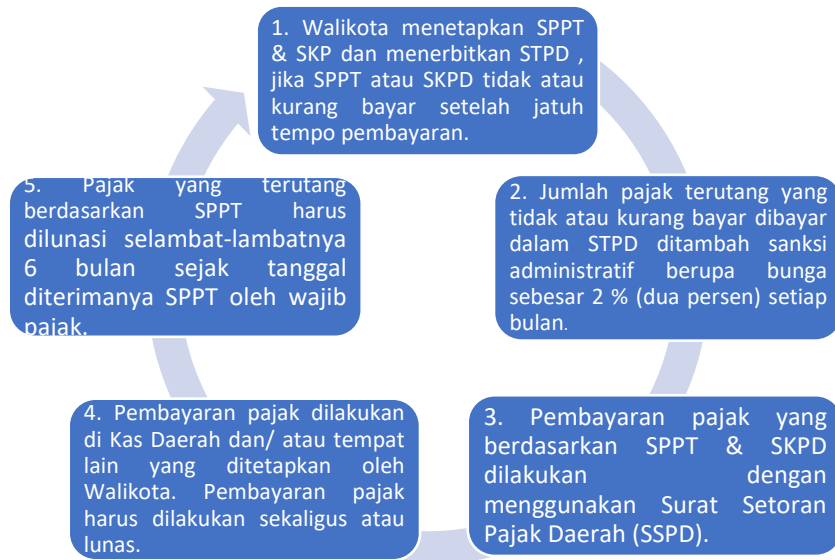 1. Walikota menetapkan SPPT
& SKP dan menerbitkan STPD ,
jika SPPT atau SKPD tidak atau
kurang bayar setelah jatuh
tempo pembayaran.
2. Jumlah pajak terutang yang
tidak atau kurang bayar dibayar
dalam STPD ditambah sanksi
administratif berupa bunga
sebesar 2 % (dua persen) setiap
bulan.
3. Pembayaran pajak yang
berdasarkan SPPT & SKPD
dilakukan dengan
menggunakan Surat Setoran
Pajak Daerah (SSPD).
4. Pembayaran pajak dilakukan
di Kas Daerah dan/ atau tempat
lain yang ditetapkan oleh
Walikota. Pembayaran pajak
harus dilakukan sekaligus atau
lunas.
5. Pajak yang terutang
berdasarkan SPPT harus
dilunasi selambat-lambatnya
6 bulan sejak tanggal
diterimanya SPPT oleh wajib
pajak.